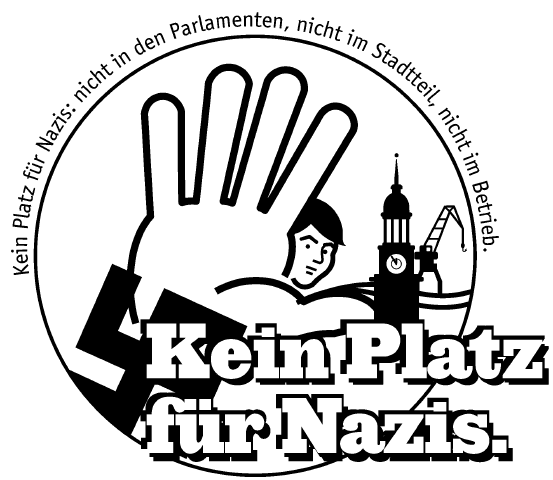 Kein Platz für Nazis: nicht in den Parlamenten, nicht im Stadtteil, nicht im Betrieb.
Kein Platz
für Nazis.